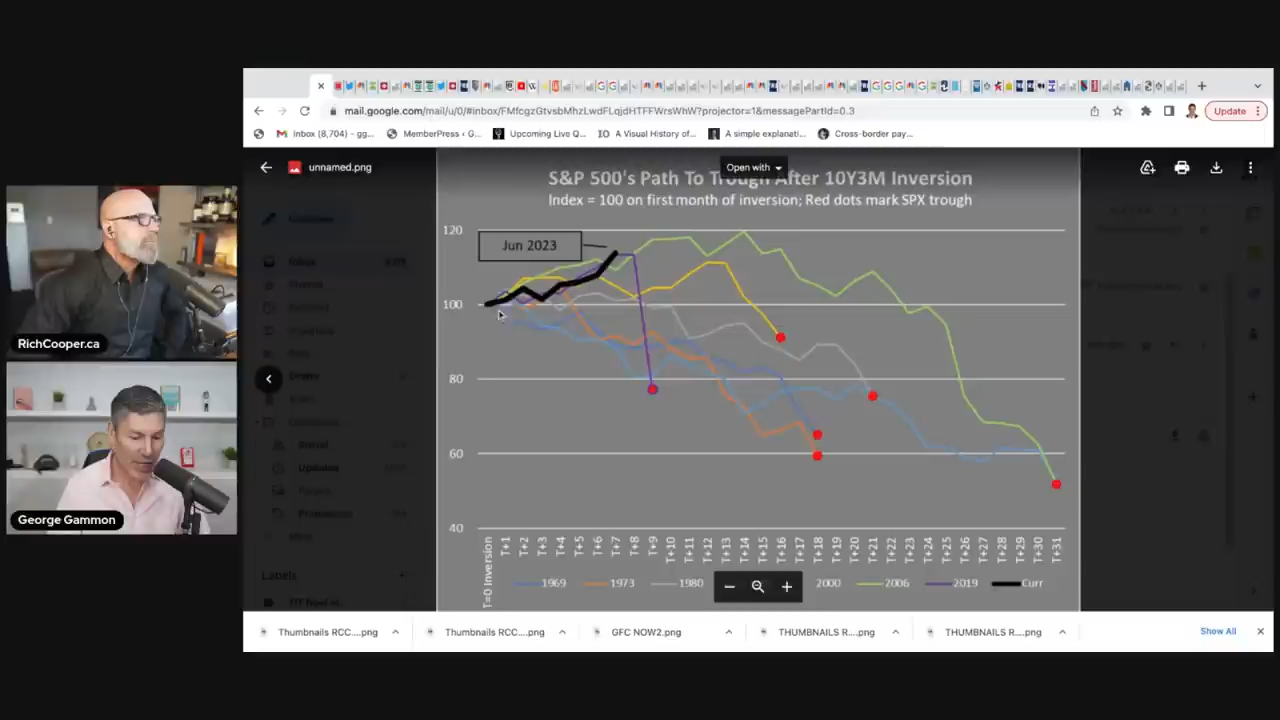 mail.google.com/mail/u/0/#inbox/FMfcgzGtvsbMhzLwdFLqjdHTFFWrsWhW?projector=1&messagePartId=0.3
Update
Inbox (8,704) - gg...
MemberPress ‹ G...
Upcoming Live Q...
A Visual History of...
A simple explanati...
Cross-border pay...
unnamed.png
Open with
S&P 500's Path To Trough After 10Y3M Inversion
Index = 100 on first month of inversion; Red dots mark SPX trough
120
Jun 2023
100
80
60
40
T=0 Inversion
T+1
T+2
T+3
T+4
T+5
T+6
T+7
T+8
T+9
T+10
T+11
T+12
T+13
T+14
T+15
T+16
T+17
T+18
T+19
T+20
T+21
T+22
T+23
T+24
T+25
T+26
T+27
T+28
T+29
T+30
T+31
1969
1973
1980
2000
2006
2019
Curr
Inbox
Updates
Labels
RichCooper.ca
George Gammon
Thumbnails RCC....png
Thumbnails RCC....png
GFC NOW2.png
THUMBNAILS R....png
THUMBNAILS R....png
Show All